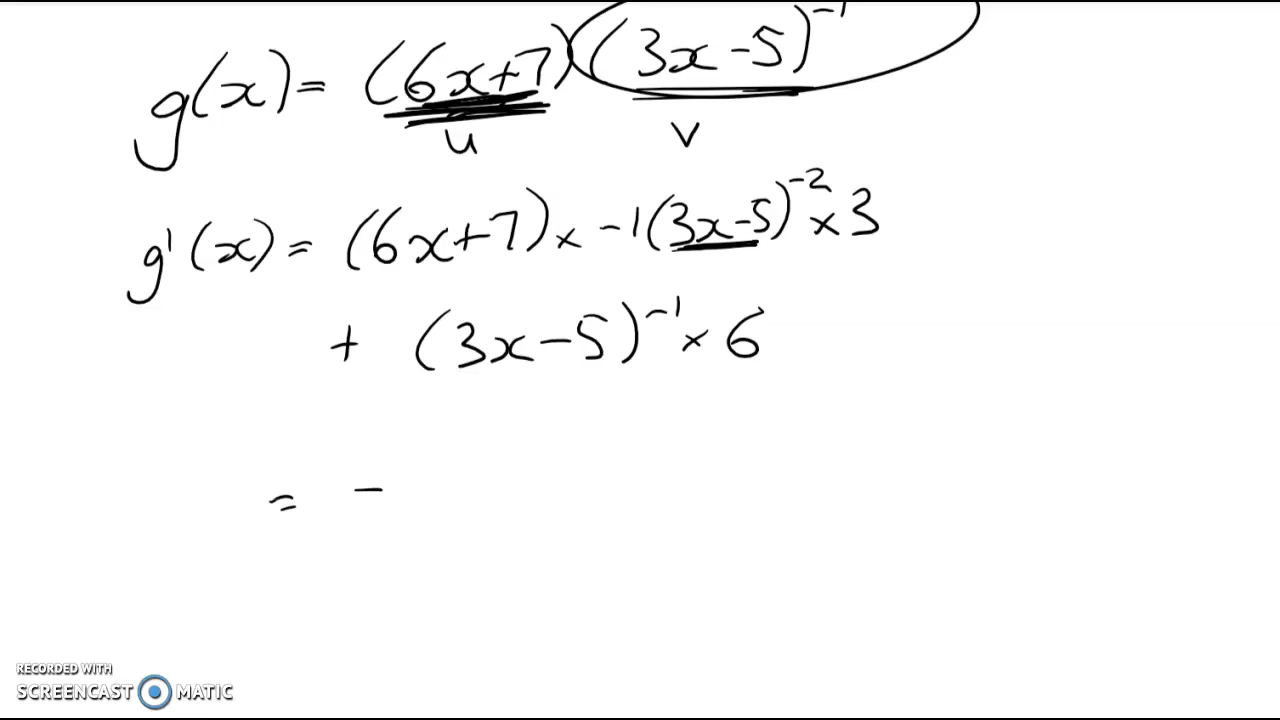 g(x) = (6x+7)(3x-5)⁻¹
u v
g'(x) = (6x+7) × -1(3x-5)⁻² × 3
+ (3x-5)⁻¹ × 6
= -
RECORDED WITH
SCREENCAST MATIC